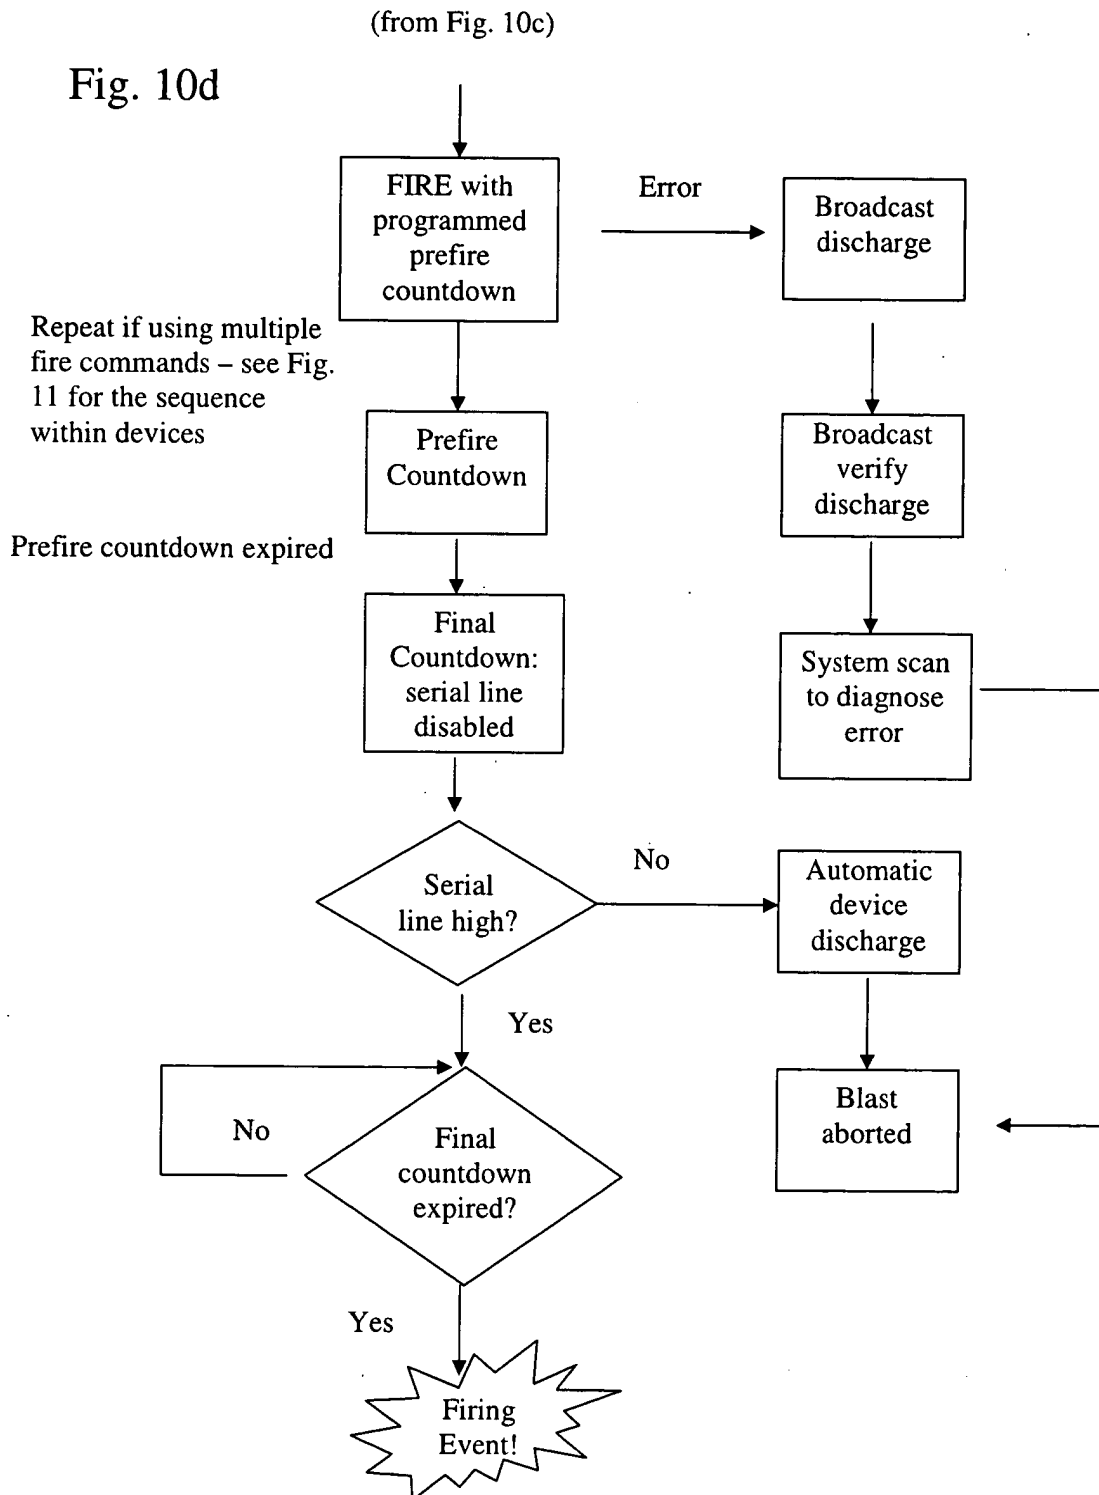 (from Fig. 10c)
Fig. 10d
FIRE with
programmed
prefire
countdown
Error
Broadcast
discharge
Repeat if using multiple
fire commands – see Fig.
11 for the sequence
within devices
Prefire
Countdown
Broadcast
verify
discharge
Prefire countdown expired
Final
Countdown:
serial line
disabled
System scan
to diagnose
error
Serial
line high?
No
Automatic
device
discharge
Yes
Blast
aborted
No
Final
countdown
expired?
Yes
Firing
Event!